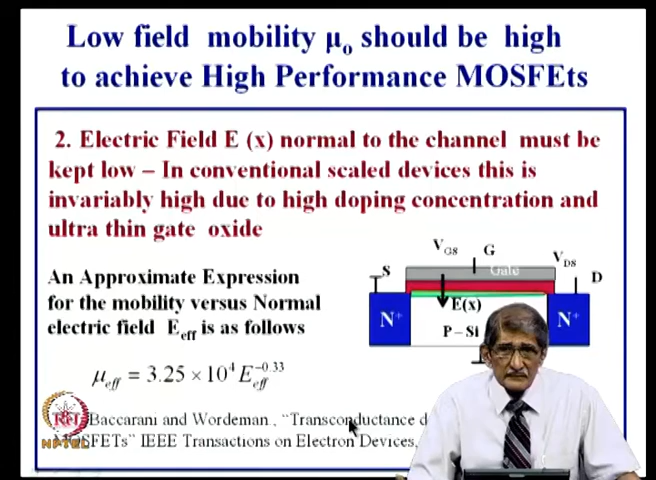 Low field mobility μo should be high
to achieve High Performance MOSFEts
2. Electric Field E (x) normal to the channel must be
kept low – In conventional scaled devices this is
invariably high due to high doping concentration and
ultra thin gate oxide
An Approximate Expression
for the mobility versus Normal
electric field Eeff is as follows
μeff = 3.25 × 10⁴ Eeff^-0.33
VGS G VDS
S Gate D
E(x)
N+ P – Si N+
Baccarani and Wordeman., "Transconductance d
MOSFETs" IEEE Transactions on Electron Devices,
NPTEL